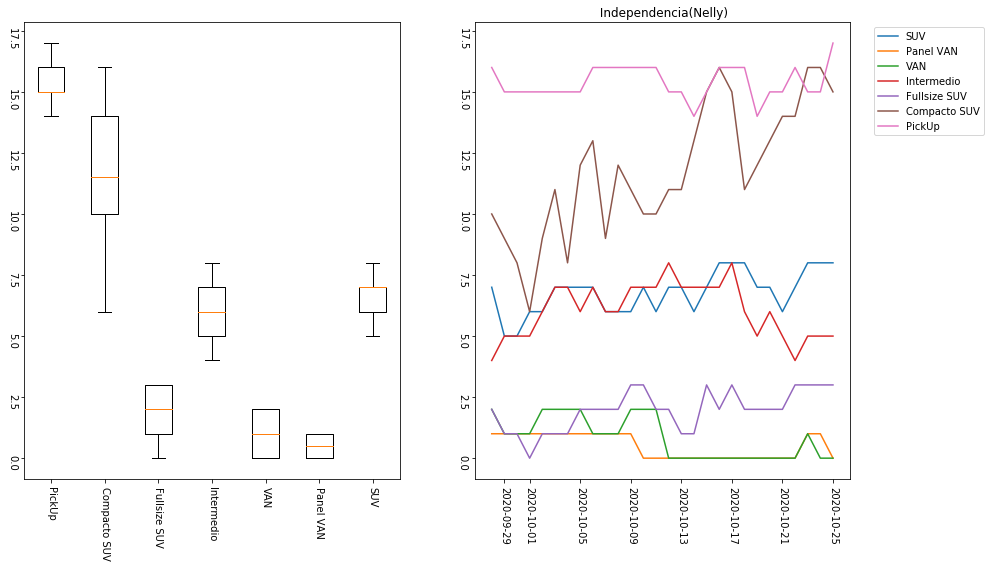 Independencia(Nelly)
17.5
15.0
12.5
10.0
7.5
5.0
2.5
0.0
PickUp
Compacto SUV
Fullsize SUV
Intermedio
VAN
Panel VAN
SUV
17.5
15.0
12.5
10.0
7.5
5.0
2.5
0.0
2020-09-29
2020-10-01
2020-10-05
2020-10-09
2020-10-13
2020-10-17
2020-10-21
2020-10-25
SUV
Panel VAN
VAN
Intermedio
Fullsize SUV
Compacto SUV
PickUp